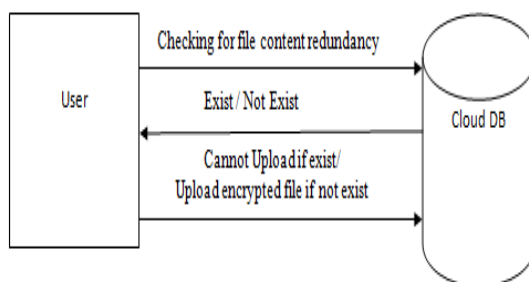 Checking for file content redundancy
User
Exist / Not Exist
Cloud DB
Cannot Upload if exist/
Upload encrypted file if not exist